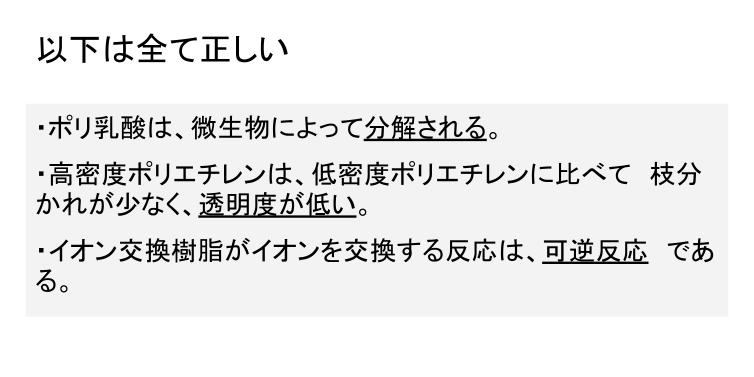 以下は全て正しい
・ポリ乳酸は、微生物によって分解される。
・高密度ポリエチレンは、低密度ポリエチレンに比べて　枝分
かれが少なく、透明度が低い。
・イオン交換樹脂がイオンを交換する反応は、可逆反応　であ
る。